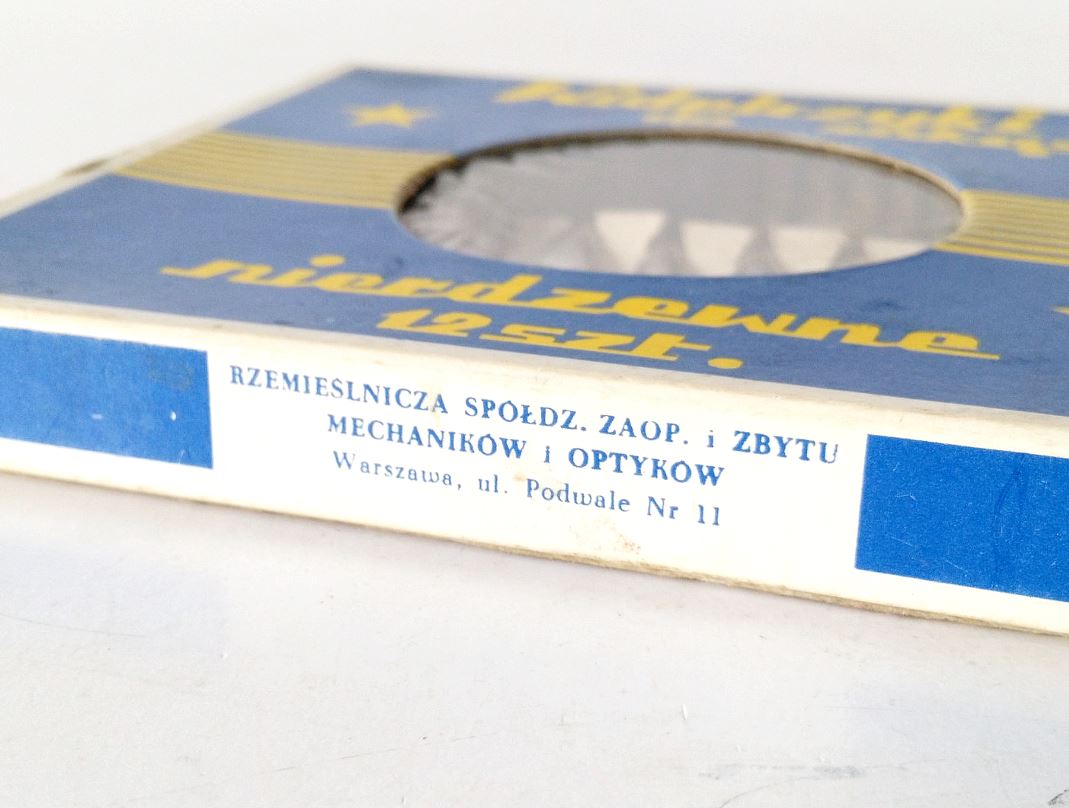 nierdzewne
12 szt.
RZEMIEŚLNICZA SPÓŁDZ. ZAOP. i ZBYTU
MECHANIKÓW i OPTYKÓW
Warszawa, ul. Podwale Nr 11